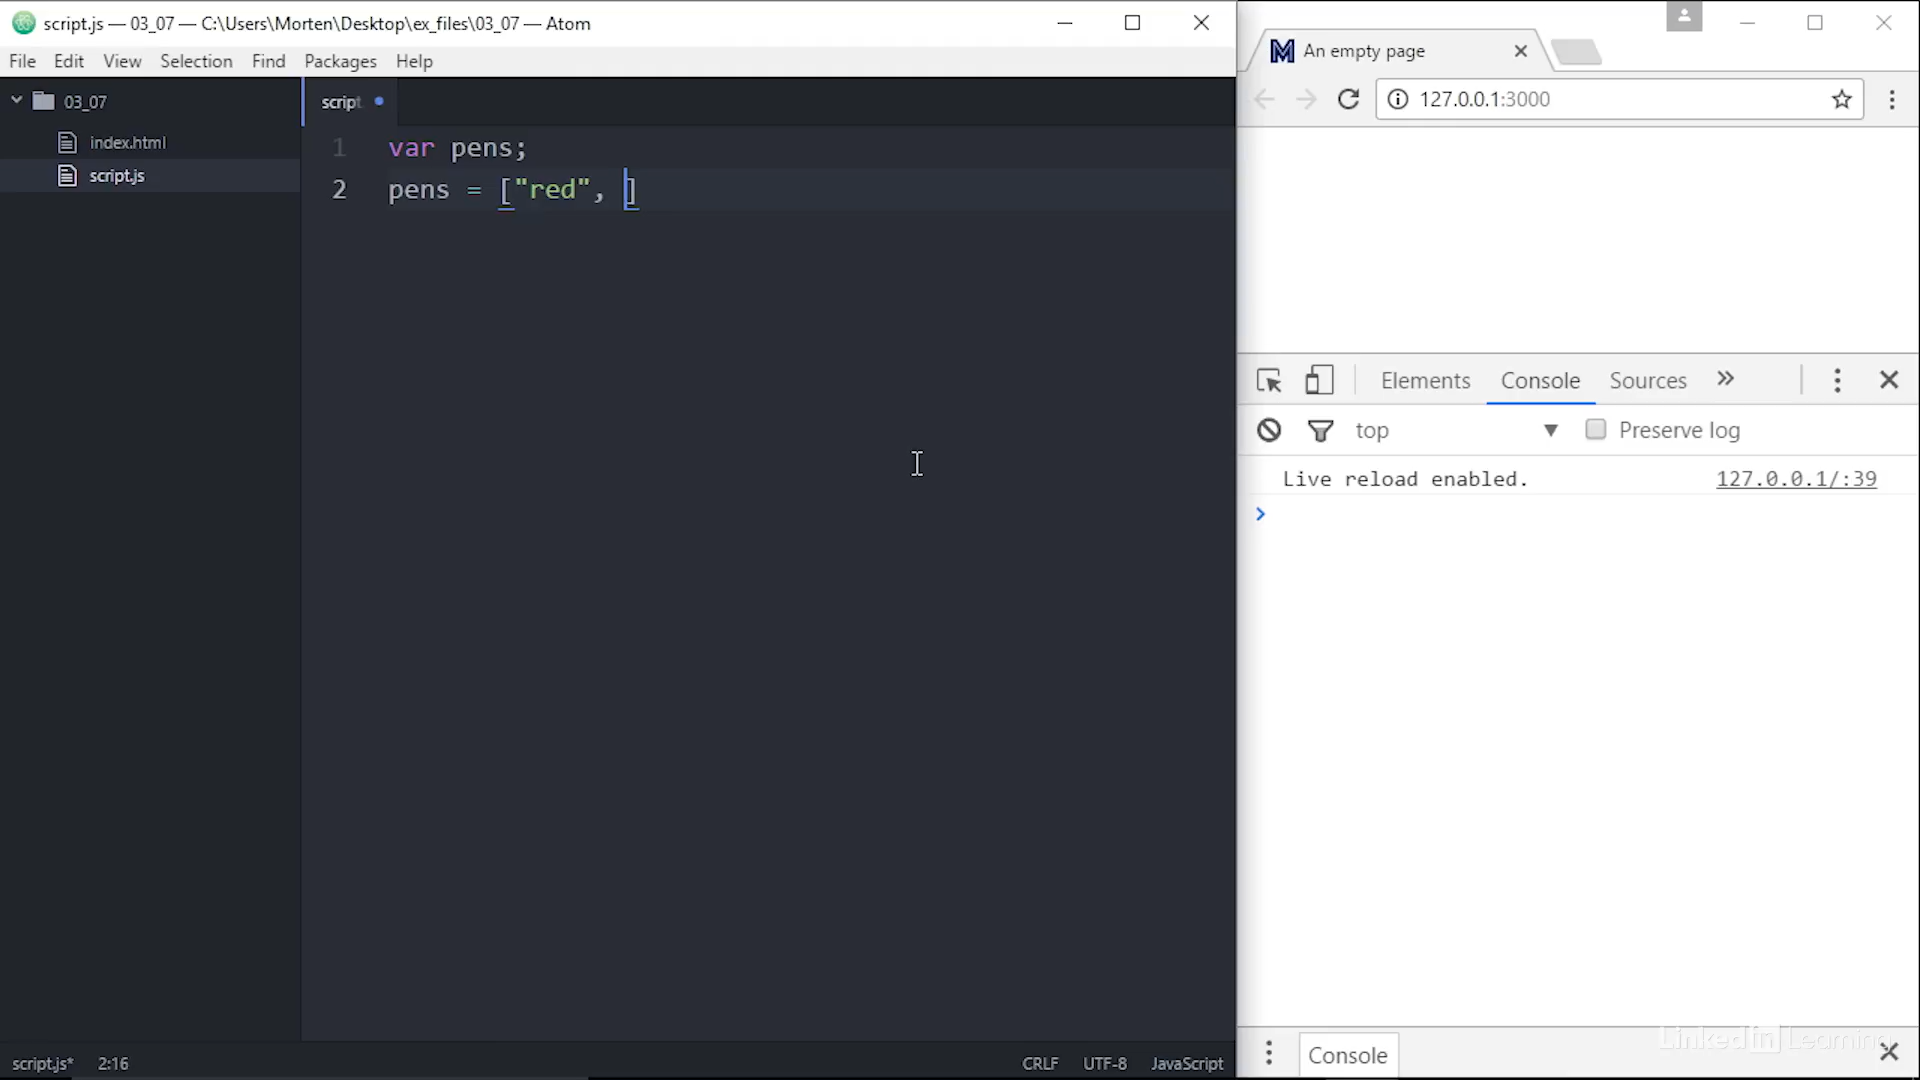 script.js — 03_07 — C:\Users\Morten\Desktop\ex_files\03_07 — Atom
File Edit View Selection Find Packages Help
03_07
index.html
script.js
script
1 var pens;
2 pens = ["red", ]
script.js* 2:16
CRLF UTF-8 JavaScript
An empty page
127.0.0.1:3000
Elements Console Sources »
top Preserve log
Live reload enabled. 127.0.0.1/:39
>
Console
Linked in Learning